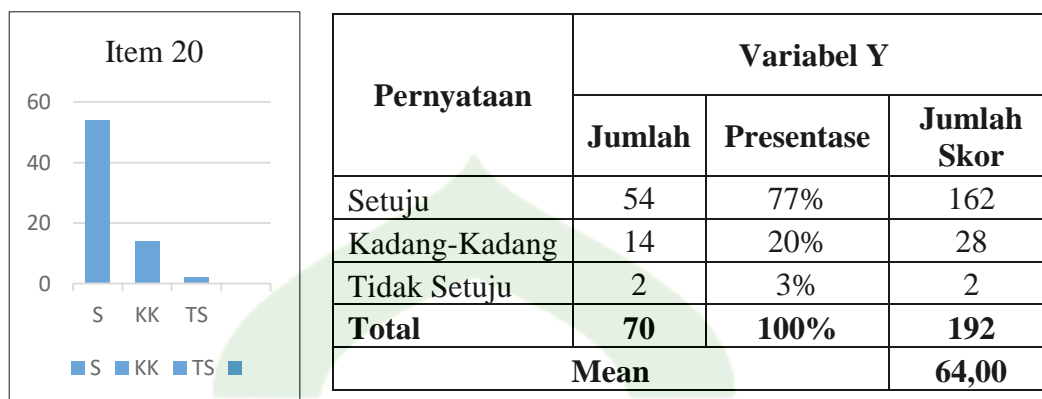 Item 20
60
40
20
0
S KK TS
S KK TS
Pernyataan
Variabel Y
Jumlah Presentase Jumlah Skor
Setuju 54 77% 162
Kadang-Kadang 14 20% 28
Tidak Setuju 2 3% 2
Total 70 100% 192
Mean 64,00